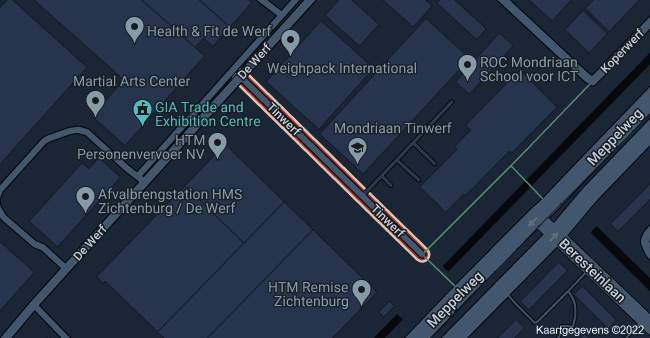 Health & Fit de Werf
De Werf
Weighpack International
Koperwerf
ROC Mondriaan
School voor ICT
Martial Arts Center
GIA Trade and
Exhibition Centre
Tinwerf
Mondriaan Tinwerf
HTM
Personenvervoer NV
Meppelweg
Afvalbrengstation HMS
Zichtenburg / De Werf
Tinwerf
De Werf
Beresteinlaan
HTM Remise
Zichtenburg
Meppelweg
Kaartgegevens ©2022